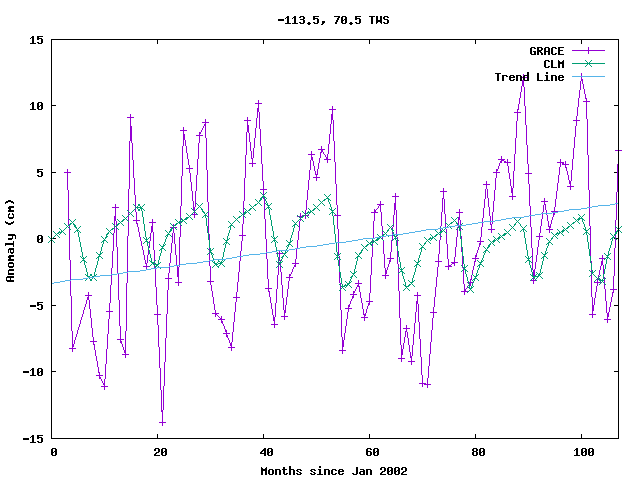 -113.5, 70.5 TWS
GRACE
CLM
Trend Line
Anomaly (cm)
15
10
5
0
-5
-10
-15
0 20 40 60 80 100
Months since Jan 2002